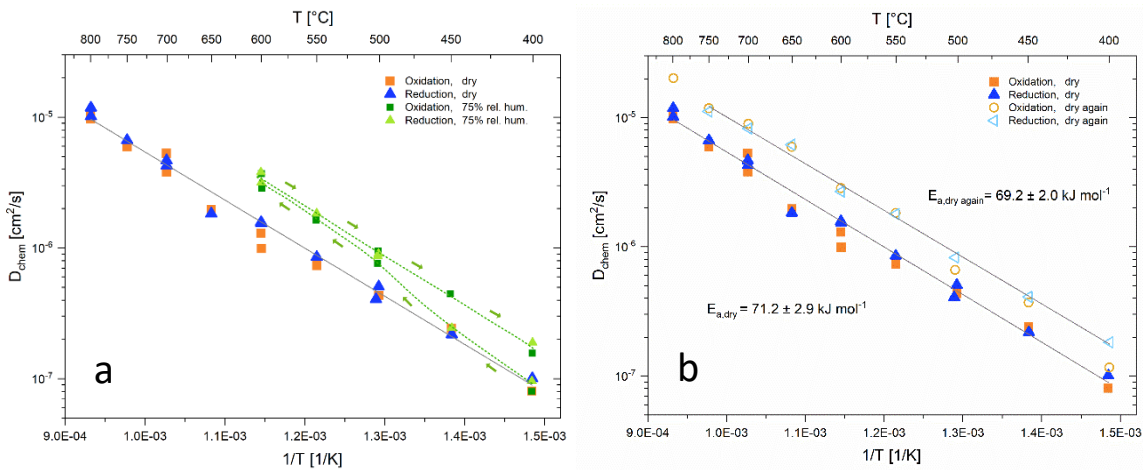 T [°C]
800 750 700 650 600 550 500 450 400
Oxidation, dry
Reduction, dry
Oxidation, 75% rel. hum.
Reduction, 75% rel. hum.
10⁻⁵
10⁻⁶
10⁻⁷
D_chem [cm²/s]
a
9.0E-04 1.0E-03 1.1E-03 1.2E-03 1.3E-03 1.4E-03 1.5E-03
1/T [1/K]
T [°C]
800 750 700 650 600 550 500 450 400
Oxidation, dry
Reduction, dry
Oxidation, dry again
Reduction, dry again
10⁻⁵
10⁻⁶
10⁻⁷
D_chem [cm²/s]
E_a,dry again = 69.2 ± 2.0 kJ mol⁻¹
E_a,dry = 71.2 ± 2.9 kJ mol⁻¹
b
9.0E-04 1.0E-03 1.1E-03 1.2E-03 1.3E-03 1.4E-03 1.5E-03
1/T [1/K]